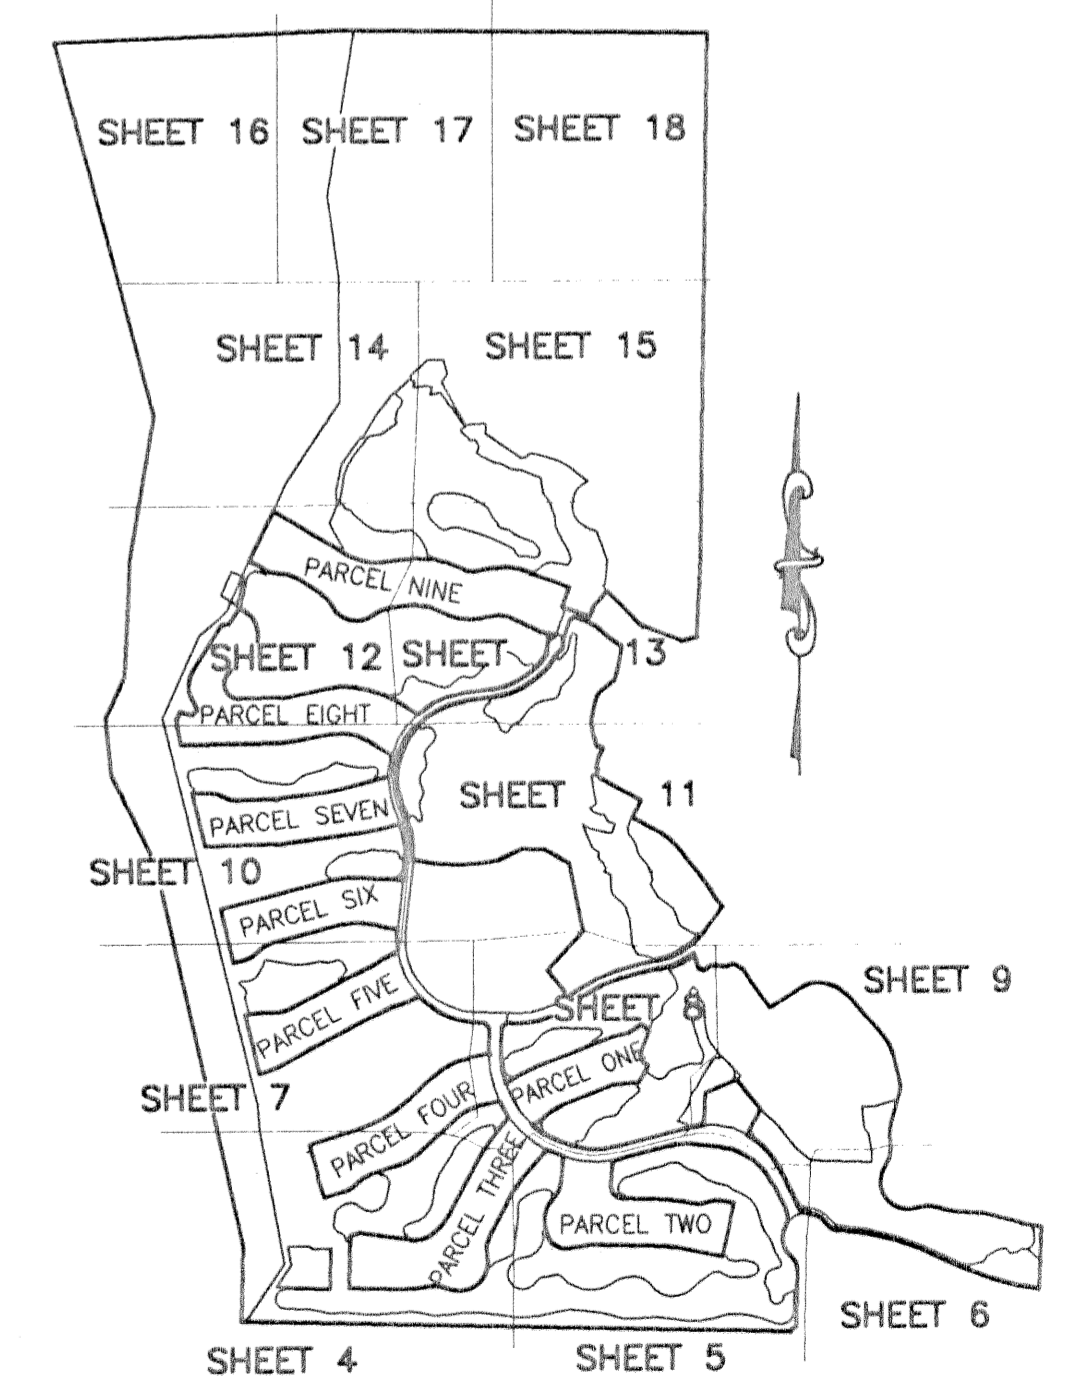 SHEET 16
SHEET 17
SHEET 18
SHEET 14
SHEET 15
PARCEL NINE
SHEET 12
SHEET 13
PARCEL EIGHT
SHEET 11
PARCEL SEVEN
SHEET 10
PARCEL SIX
PARCEL FIVE
SHEET 9
SHEET 8
PARCEL ONE
SHEET 7
PARCEL FOUR
PARCEL THREE
PARCEL TWO
SHEET 6
SHEET 4
SHEET 5